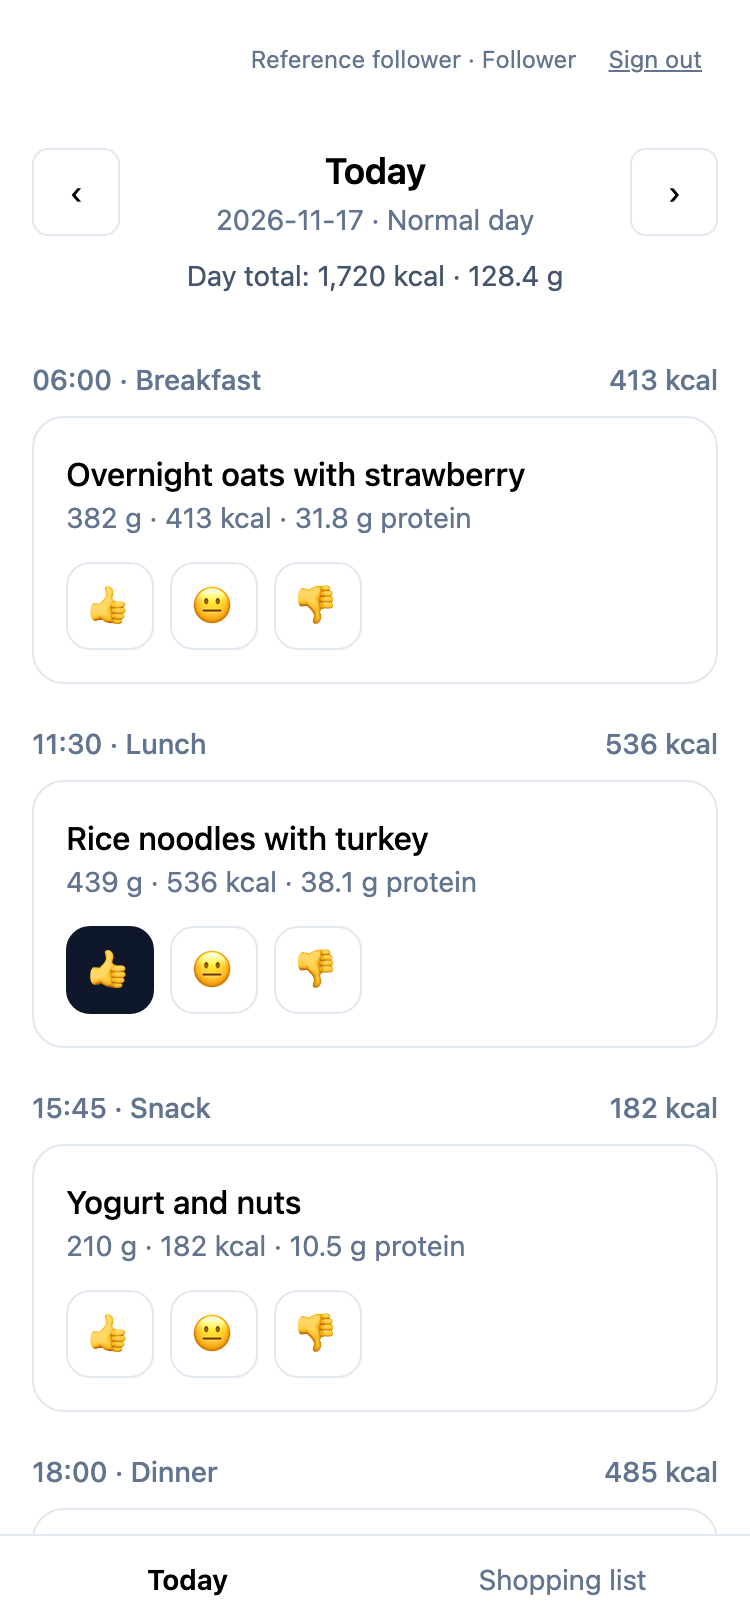 Reference follower · Follower Sign out
‹ Today ›
2026-11-17 · Normal day
Day total: 1,720 kcal · 128.4 g
06:00 · Breakfast 413 kcal
Overnight oats with strawberry
382 g · 413 kcal · 31.8 g protein
👍 😐 👎
11:30 · Lunch 536 kcal
Rice noodles with turkey
439 g · 536 kcal · 38.1 g protein
👍 😐 👎
15:45 · Snack 182 kcal
Yogurt and nuts
210 g · 182 kcal · 10.5 g protein
👍 😐 👎
18:00 · Dinner 485 kcal
Today Shopping list